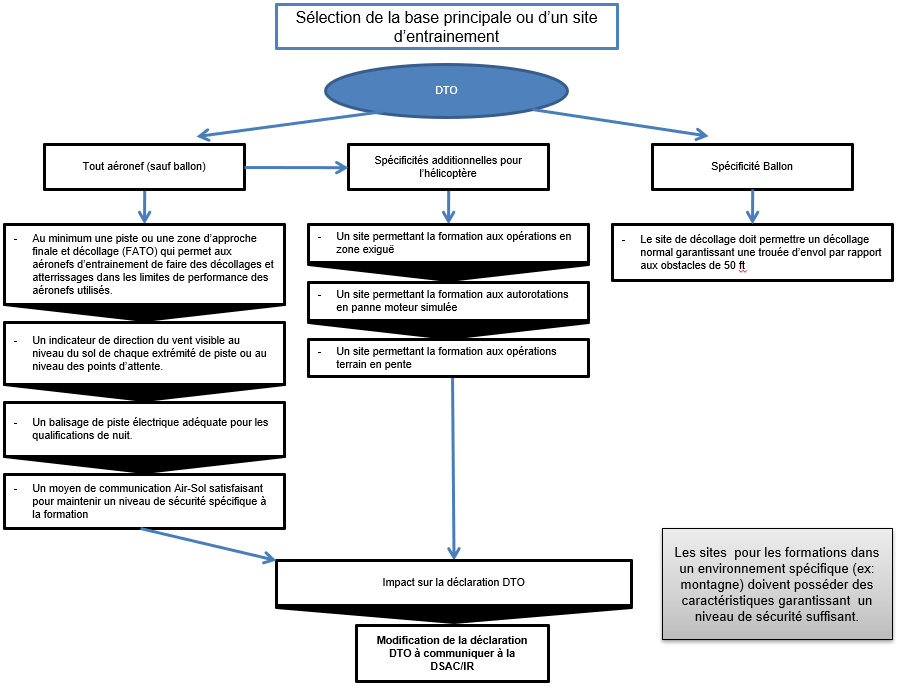 Sélection de la base principale ou d'un site
d'entrainement
DTO
Tout aéronef (sauf ballon)
Spécificités additionnelles pour
l'hélicoptère
Spécificité Ballon
- Au minimum une piste ou une zone d'approche
finale et décollage (FATO) qui permet aux
aéronefs d'entrainement de faire des décollages et
atterrissages dans les limites de performance des
aéronefs utilisés.
- Un indicateur de direction du vent visible au
niveau du sol de chaque extrémité de piste ou au
niveau des points d'attente.
- Un balisage de piste électrique adéquate pour les
qualifications de nuit.
- Un moyen de communication Air-Sol satisfaisant
pour maintenir un niveau de sécurité spécifique à
la formation
- Un site permettant la formation aux opérations en
zone exiguë
- Un site permettant la formation aux autorotations
en panne moteur simulée
- Un site permettant la formation aux opérations
terrain en pente
- Le site de décollage doit permettre un décollage
normal garantissant une trouée d'envol par rapport
aux obstacles de 50 ft
Impact sur la déclaration DTO
Modification de la déclaration
DTO à communiquer à la
DSAC/IR
Les sites pour les formations dans
un environnement spécifique (ex:
montagne) doivent posséder des
caractéristiques garantissant un
niveau de sécurité suffisant.